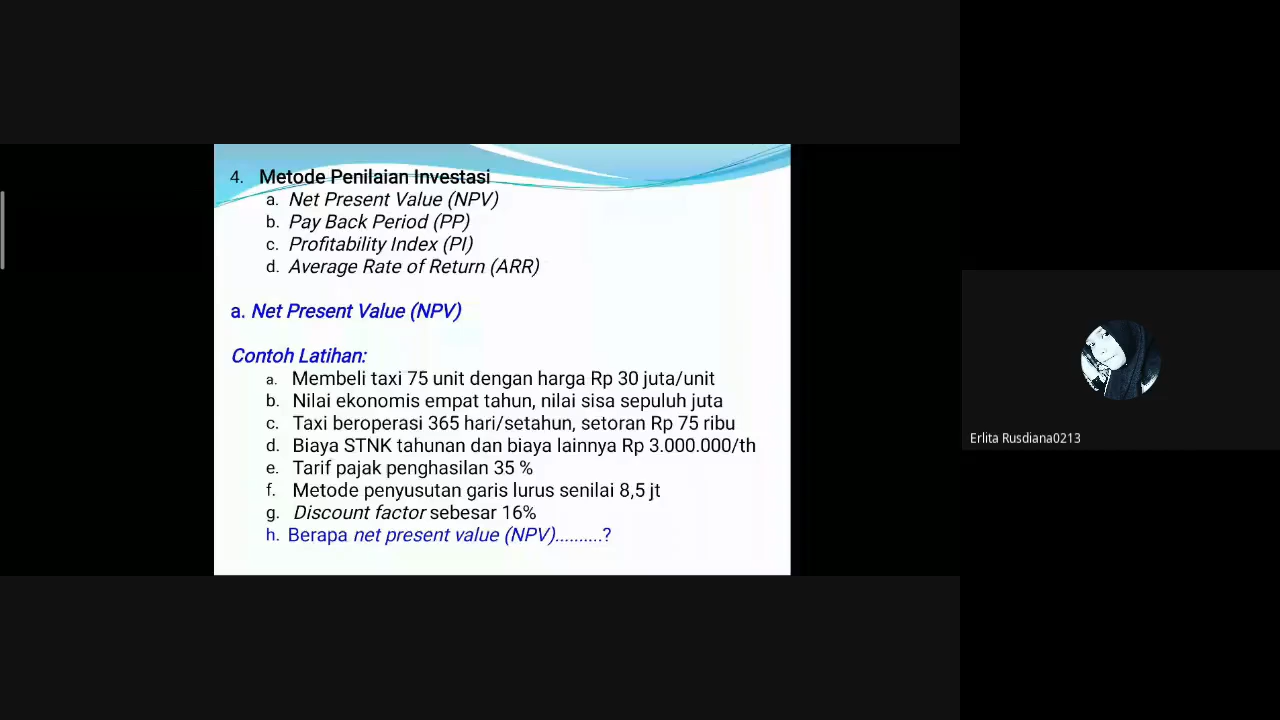 4. Metode Penilaian Investasi
a. Net Present Value (NPV)
b. Pay Back Period (PP)
c. Profitability Index (PI)
d. Average Rate of Return (ARR)
a. Net Present Value (NPV)
Contoh Latihan:
a. Membeli taxi 75 unit dengan harga Rp 30 juta/unit
b. Nilai ekonomis empat tahun, nilai sisa sepuluh juta
c. Taxi beroperasi 365 hari/setahun, setoran Rp 75 ribu
d. Biaya STNK tahunan dan biaya lainnya Rp 3.000.000/th
e. Tarif pajak penghasilan 35 %
f. Metode penyusutan garis lurus senilai 8,5 jt
g. Discount factor sebesar 16%
h. Berapa net present value (NPV)..........?
Erlita Rusdiana0213